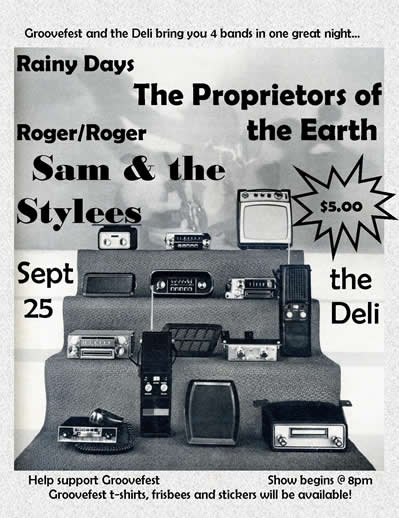 Groovefest and the Deli bring you 4 bands in one great night...
Rainy Days
The Proprietors of
the Earth
Roger/Roger
Sam & the
Stylees
$5.00
Sept
25
the
Deli
Help support Groovefest
Show begins @ 8pm
Groovefest t-shirts, frisbees and stickers will be available!